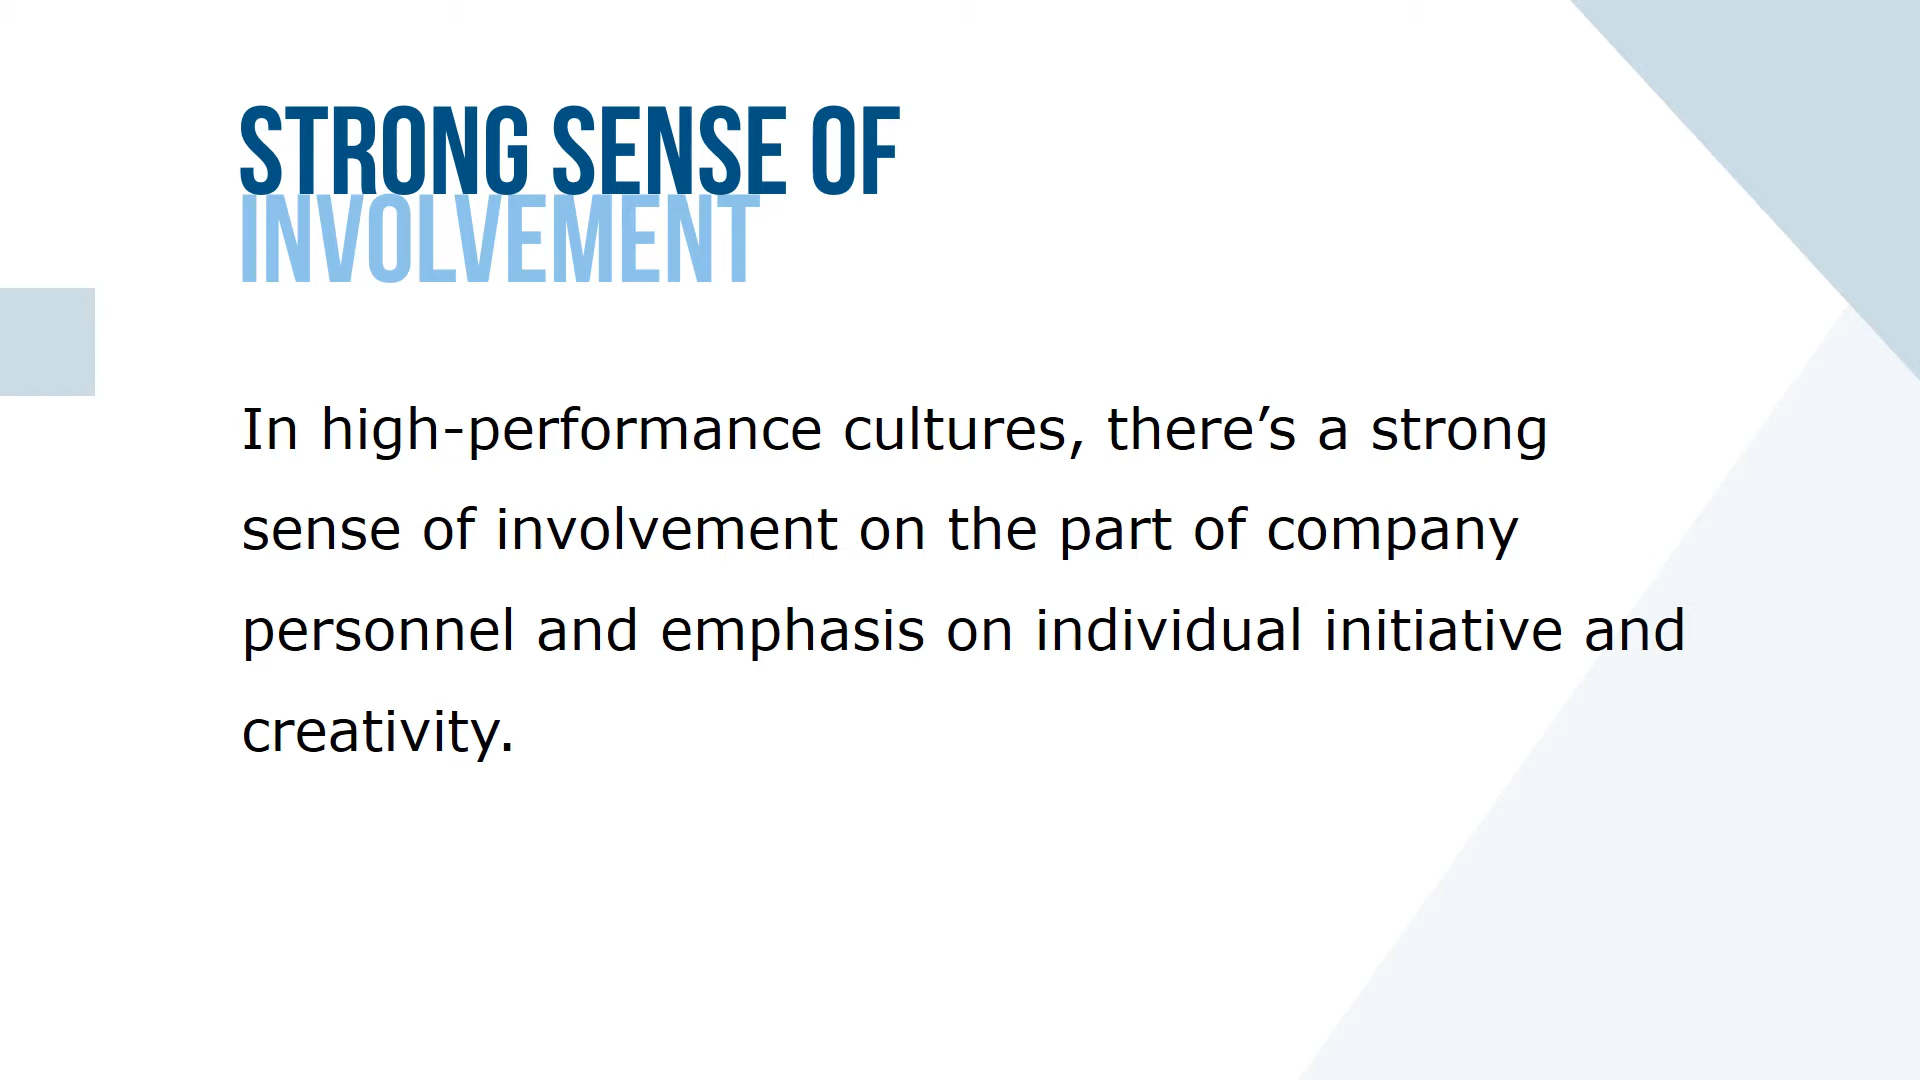 STRONG SENSE OF
INVOLVEMENT
In high-performance cultures, there’s a strong
sense of involvement on the part of company
personnel and emphasis on individual initiative and
creativity.